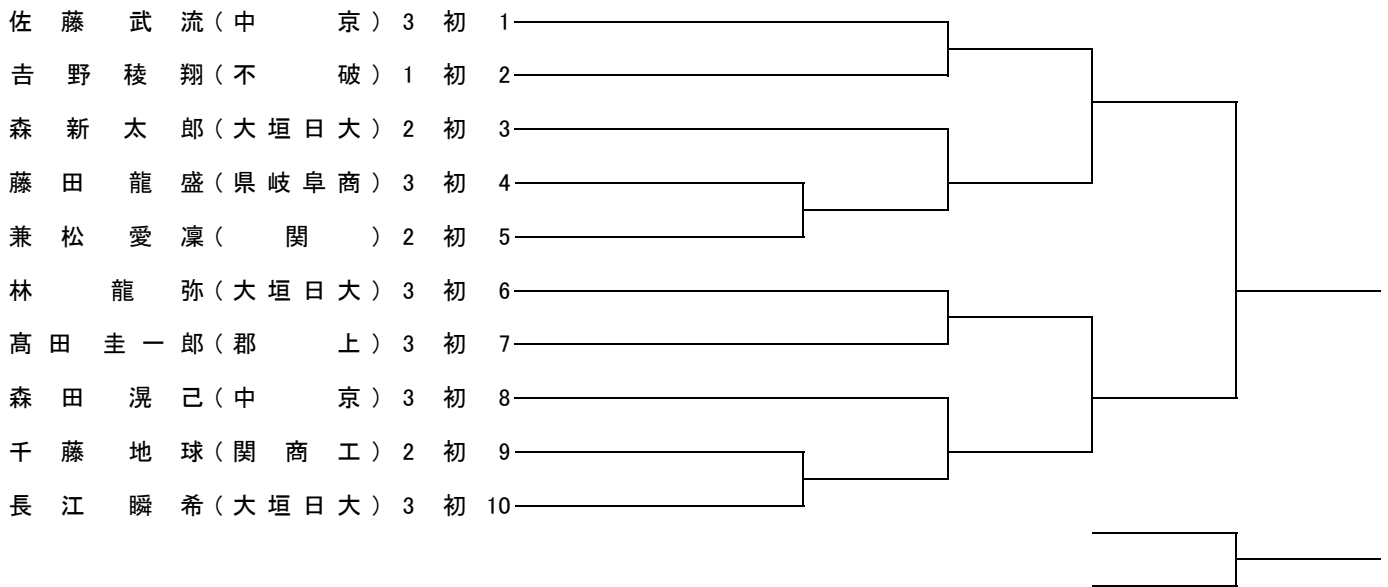 佐藤 武流(中京) 3 初 1
𠮷野稜翔(不破) 1 初 2
森新太郎(大垣日大) 2 初 3
藤田龍盛(県岐阜商) 3 初 4
兼松愛凜(関) 2 初 5
林龍弥(大垣日大) 3 初 6
髙田圭一郎(郡上) 3 初 7
森田滉己(中京) 3 初 8
千藤地球(関商工) 2 初 9
長江瞬希(大垣日大) 3 初 10